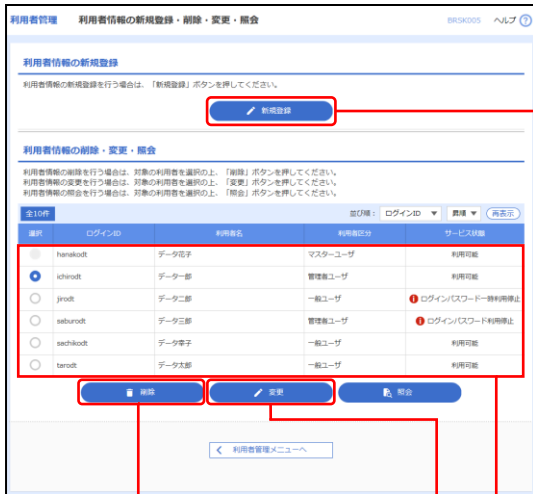 利用者管理 利用者情報の新規登録・削除・変更・照会 BRSK005 ヘルプ ?
利用者情報の新規登録
利用者情報の新規登録を行う場合は、「新規登録」ボタンを押してください。
新規登録
利用者情報の削除・変更・照会
利用者情報の削除を行う場合は、対象の利用者を選択の上、「削除」ボタンを押してください。
利用者情報の変更を行う場合は、対象の利用者を選択の上、「変更」ボタンを押してください。
利用者情報の照会を行う場合は、対象の利用者を選択の上、「照会」ボタンを押してください。
全10件 並び順： ログインID ▼ 昇順 ▼ 再表示
選択 ログインID 利用者名 利用者区分 サービス状態
hanakodt データ花子 マスターユーザ 利用可能
ichirodt データ一郎 管理者ユーザ 利用可能
jirodt データ二郎 一般ユーザ ログインパスワード一時利用停止
saburodt データ三郎 管理者ユーザ ログインパスワード利用停止
sachikodt データ幸子 一般ユーザ 利用可能
tarodt データ太郎 一般ユーザ 利用可能
削除 変更 照会
利用者管理メニューへ